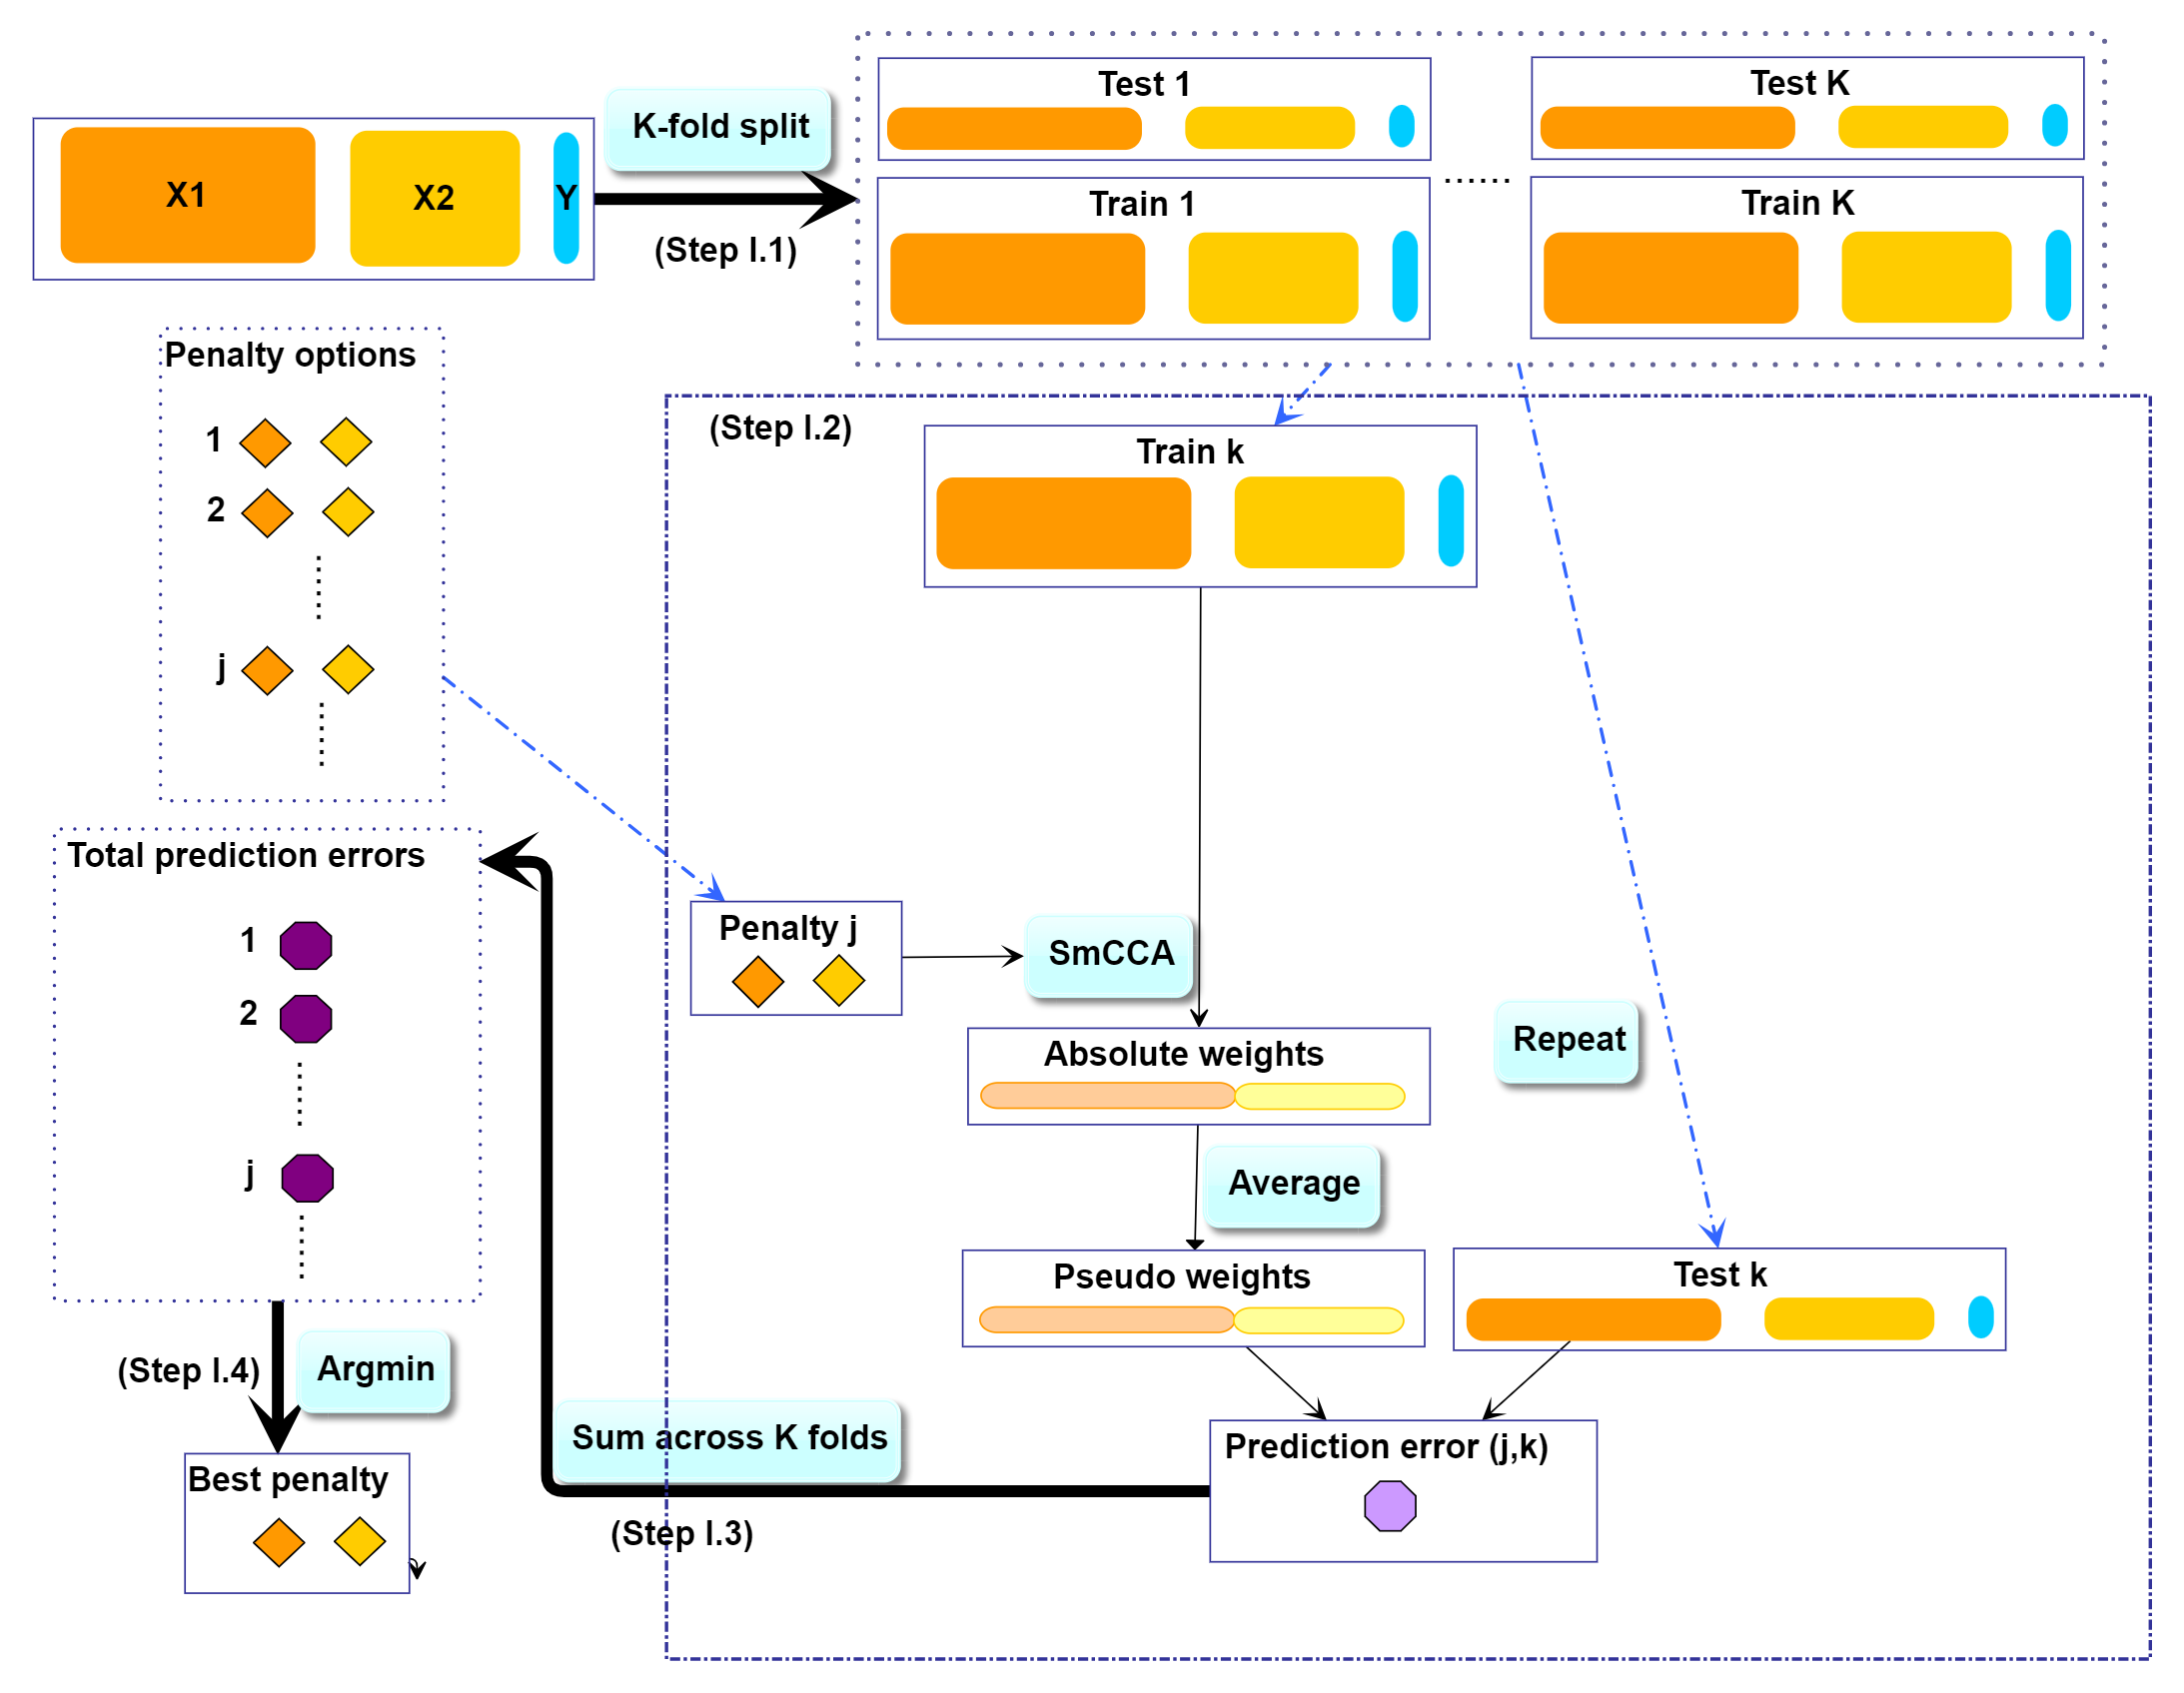 K-fold split
X1
X2
Y
(Step I.1)
Test 1
Train 1
......
Test K
Train K
Penalty options
1
2
j
(Step I.2)
Train k
Penalty j
SmCCA
Absolute weights
Repeat
Average
Pseudo weights
Test k
Prediction error (j,k)
Sum across K folds
(Step I.3)
Total prediction errors
1
2
j
(Step I.4)
Argmin
Best penalty